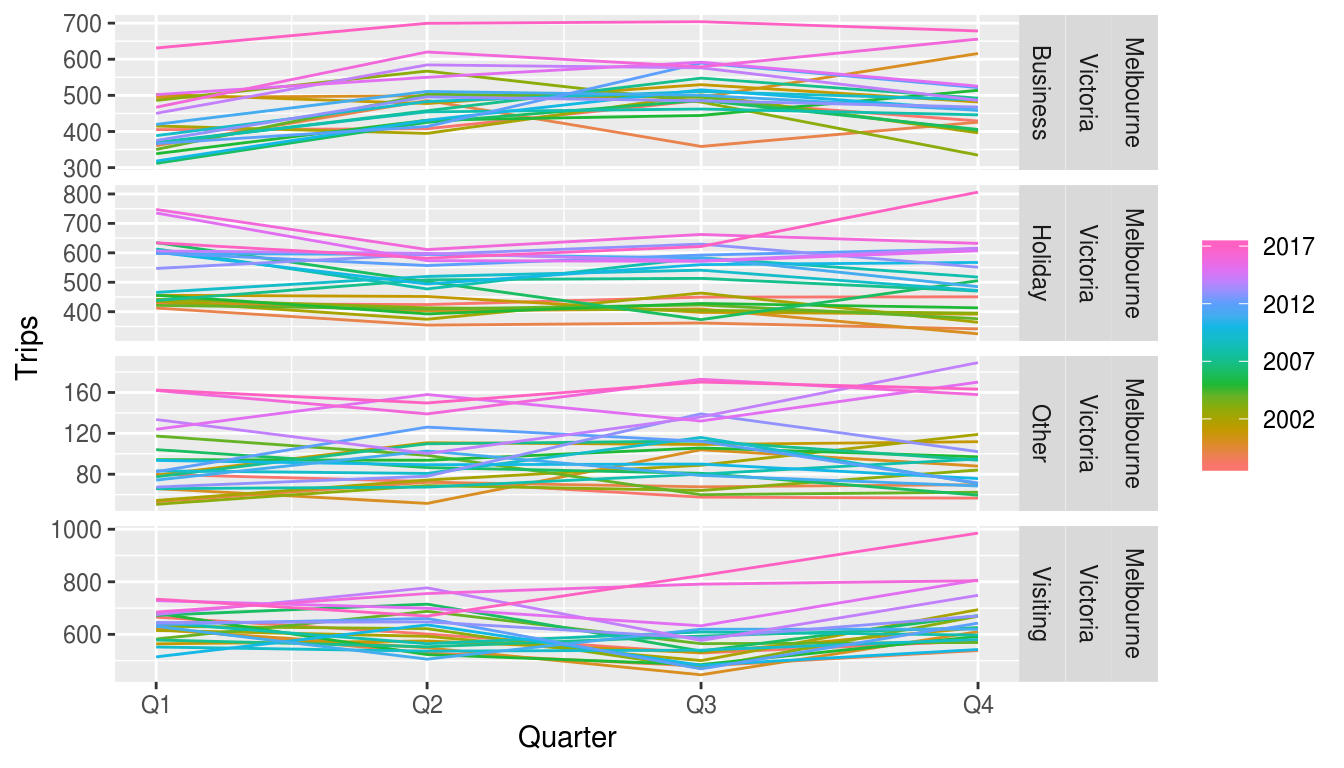 700
600
500
400
300
Business
Victoria
Melbourne
800
700
600
500
400
Holiday
Victoria
Melbourne
160
120
80
Other
Victoria
Melbourne
1000
800
600
Visiting
Victoria
Melbourne
Trips
Q1 Q2 Q3 Q4
Quarter
2017
2012
2007
2002